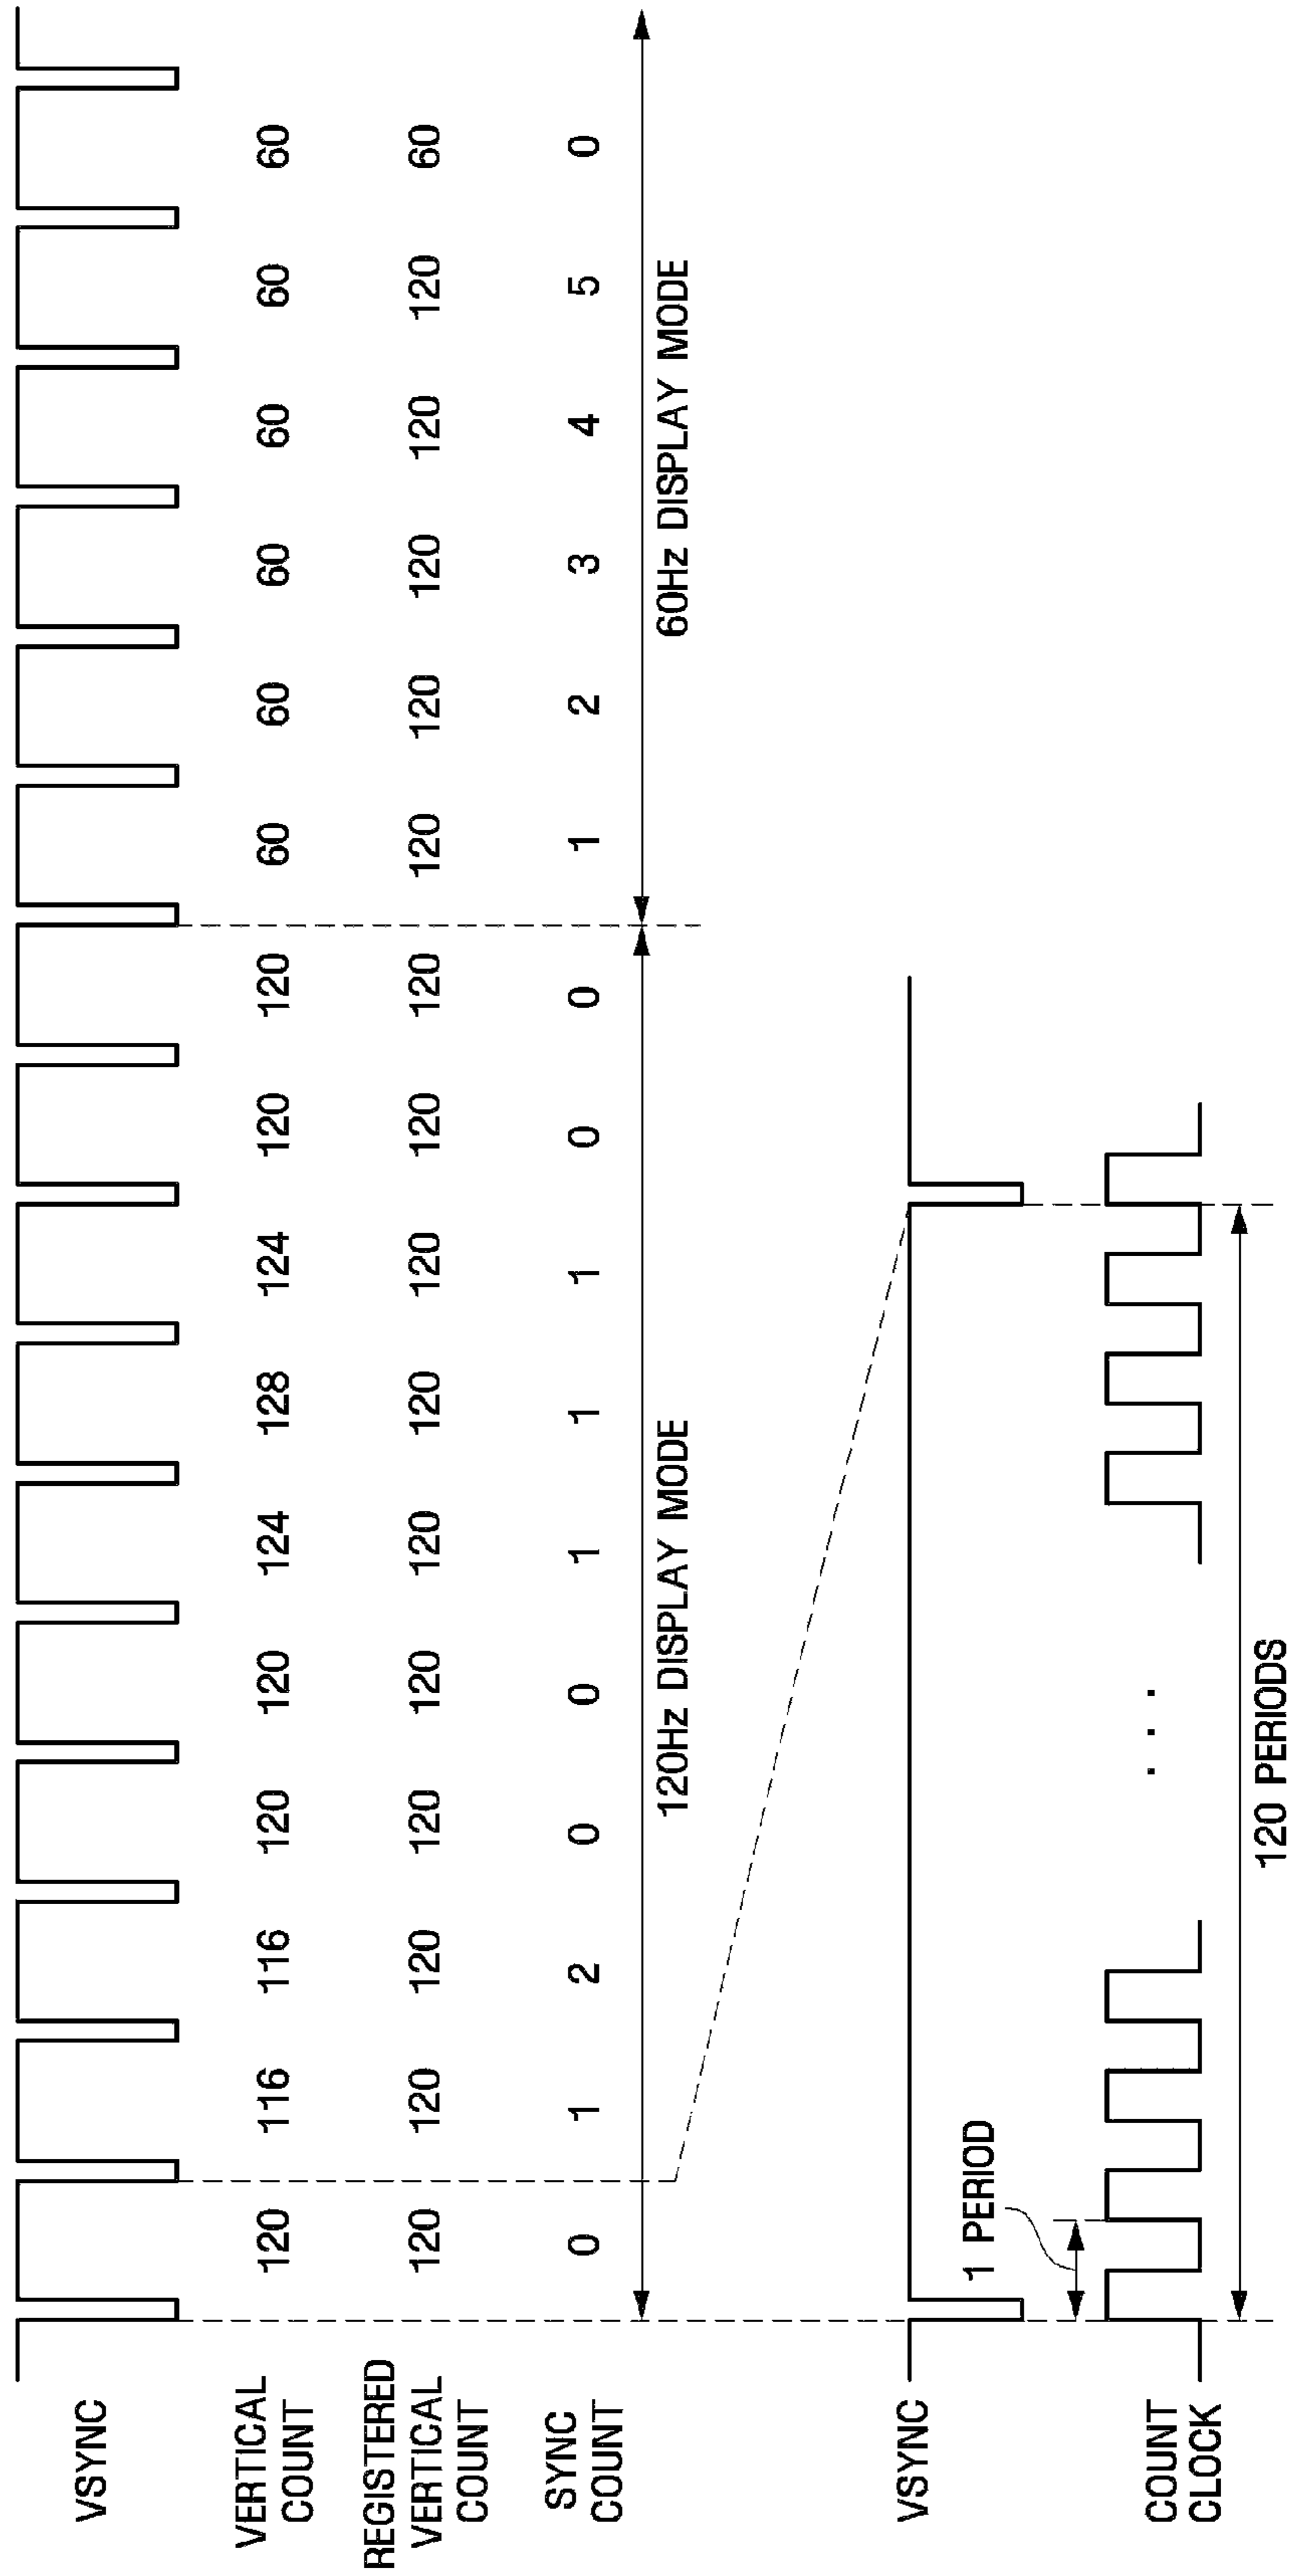 VSYNC
VERTICAL COUNT 120 116 116 120 120 124 128 124 120 120 60 60 60 60 60 60
REGISTERED VERTICAL COUNT 120 120 120 120 120 120 120 120 120 120 120 120 120 120 120 60
SYNC COUNT 0 1 2 0 0 1 1 1 0 0 1 2 3 4 5 0
120Hz DISPLAY MODE 60Hz DISPLAY MODE
VSYNC
1 PERIOD
COUNT CLOCK . . .
120 PERIODS